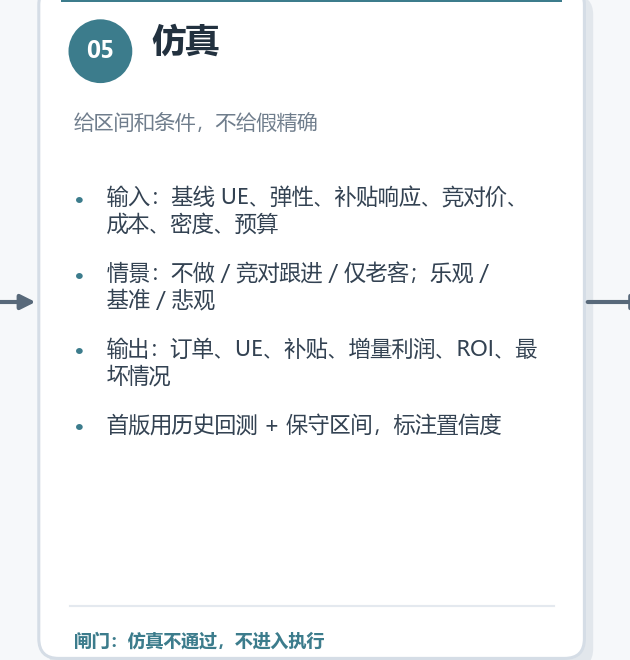 05
仿真
给区间和条件，不给假精确
• 输入：基线 UE、弹性、补贴响应、竞对价、
成本、密度、预算
• 情景：不做 / 竞对跟进 / 仅老客；乐观 /
基准 / 悲观
• 输出：订单、UE、补贴、增量利润、ROI、最
坏情况
• 首版用历史回测 + 保守区间，标注置信度
闸门：仿真不通过，不进入执行